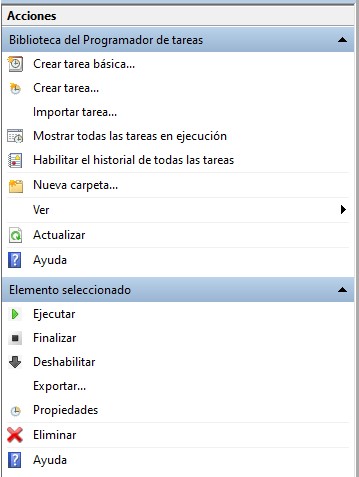 Acciones
Biblioteca del Programador de tareas
Crear tarea básica...
Crear tarea...
Importar tarea...
Mostrar todas las tareas en ejecución
Habilitar el historial de todas las tareas
Nueva carpeta...
Ver
Actualizar
Ayuda
Elemento seleccionado
Ejecutar
Finalizar
Deshabilitar
Exportar...
Propiedades
Eliminar
Ayuda